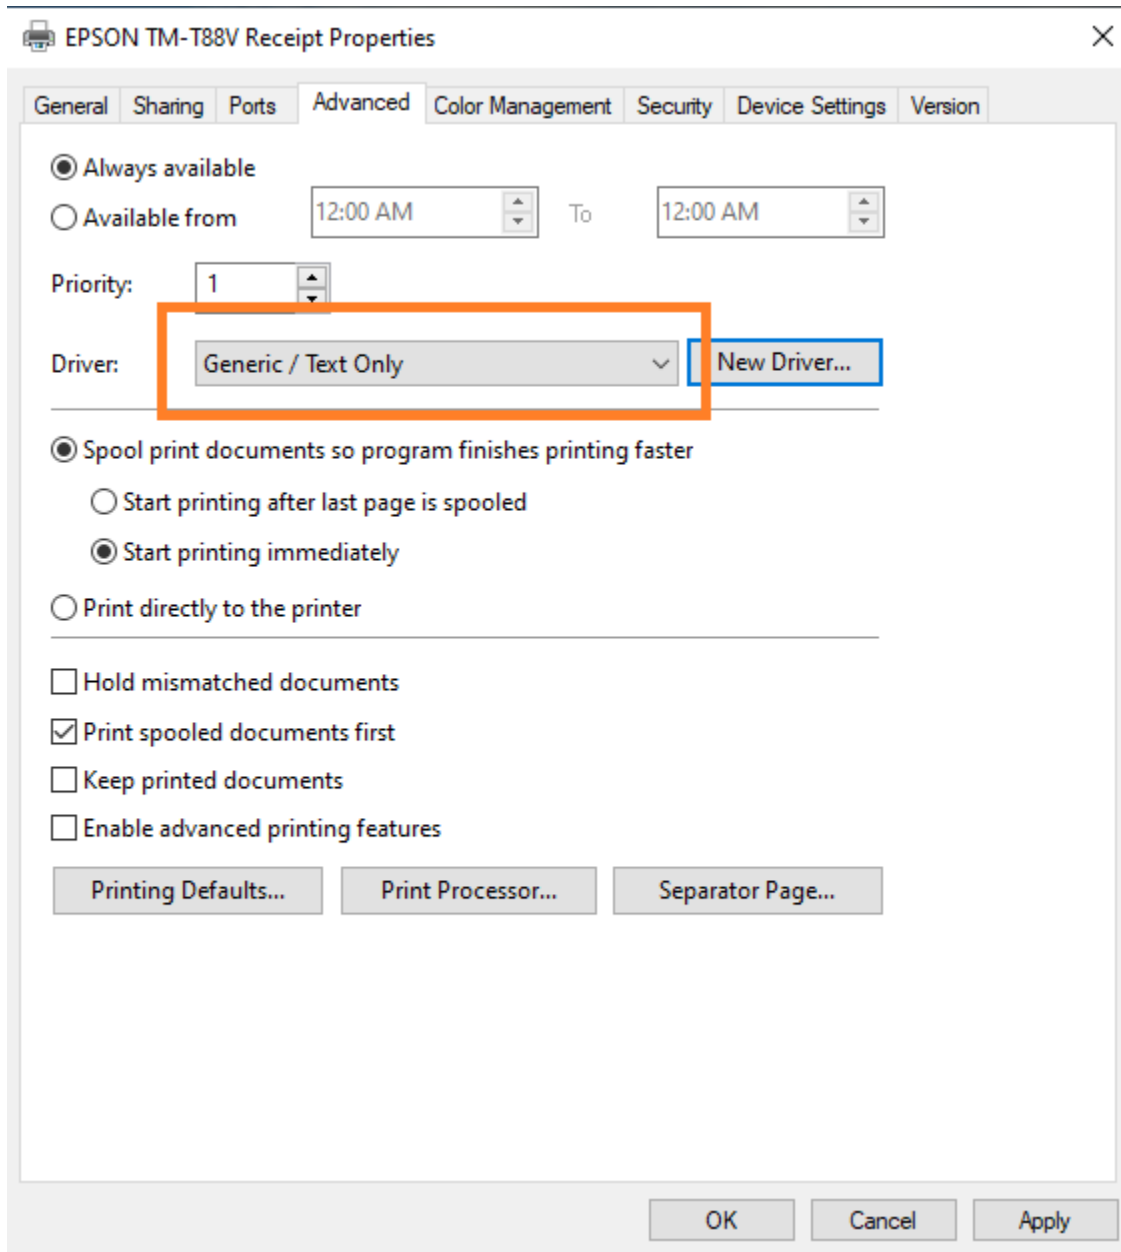 EPSON TM-T88V Receipt Properties
General Sharing Ports Advanced Color Management Security Device Settings Version
Always available
Available from 12:00 AM To 12:00 AM
Priority: 1
Driver: Generic / Text Only New Driver...
Spool print documents so program finishes printing faster
Start printing after last page is spooled
Start printing immediately
Print directly to the printer
Hold mismatched documents
Print spooled documents first
Keep printed documents
Enable advanced printing features
Printing Defaults... Print Processor... Separator Page...
OK Cancel Apply